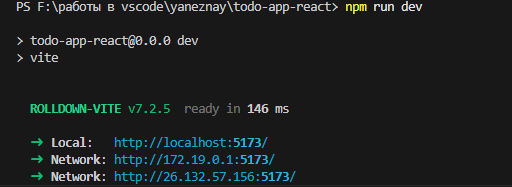 PS F:\работы в vscode\yaneznay\todo-app-react> npm run dev
> todo-app-react@0.0.0 dev
> vite
ROLLDOWN-VITE v7.2.5 ready in 146 ms
➜ Local: http://localhost:5173/
➜ Network: http://172.19.0.1:5173/
➜ Network: http://26.132.57.156:5173/